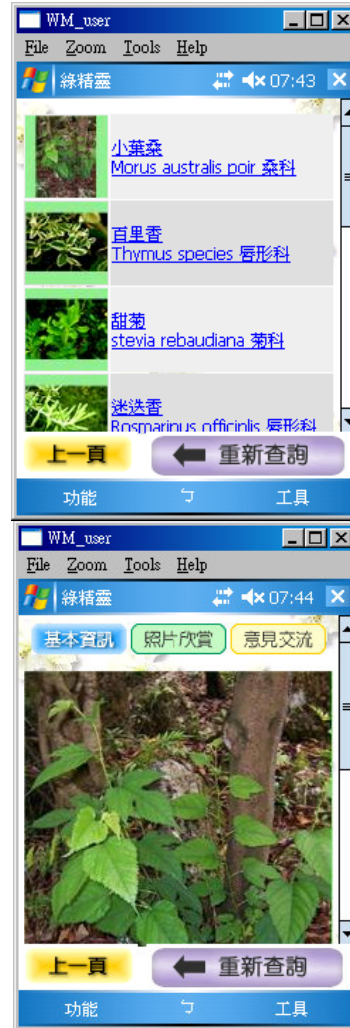 WM_user
File Zoom Tools Help
綠精靈 07:43
小葉桑
Morus australis poir 桑科
百里香
Thymus species 唇形科
甜菊
stevia rebaudiana 菊科
迷迭香
Rosmarinus officinlis 唇形科
上一頁 重新查詢
功能 ㄅ 工具
WM_user
File Zoom Tools Help
綠精靈 07:44
基本資訊 照片欣賞 意見交流
上一頁 重新查詢
功能 ㄅ 工具